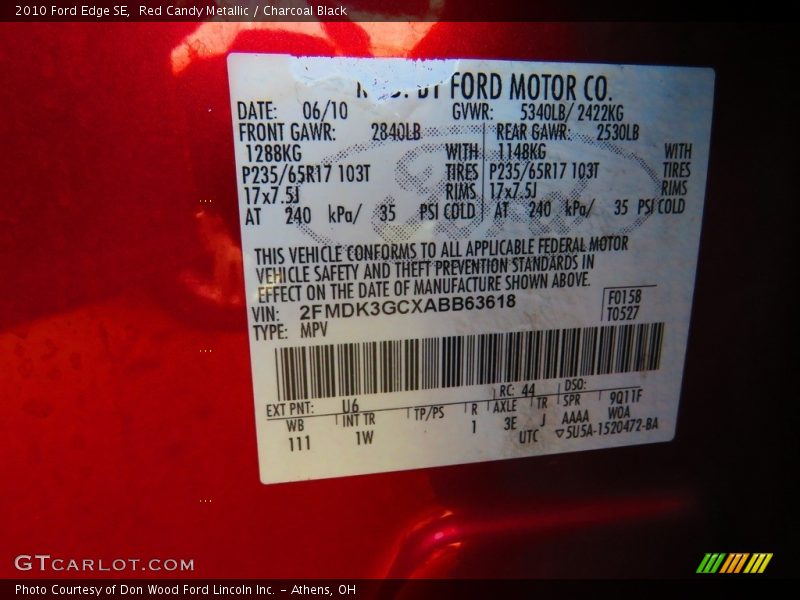 2010 Ford Edge SE,  Red Candy Metallic / Charcoal Black
FORD MOTOR CO.
DATE: 06/10 GVWR: 5340LB/ 2422KG
FRONT GAWR: 2840LB REAR GAWR: 2530LB
1288KG WITH 1148KG WITH
P235/65R17 103T TIRES P235/65R17 103T TIRES
17x7.5J RIMS 17x7.5J RIMS
AT 240 kPa/ 35 PSI COLD AT 240 kPa/ 35 PSI COLD
THIS VEHICLE CONFORMS TO ALL APPLICABLE FEDERAL MOTOR
VEHICLE SAFETY AND THEFT PREVENTION STANDARDS IN
EFFECT ON THE DATE OF MANUFACTURE SHOWN ABOVE.
VIN: 2FMDK3GCXABB63618 F0158
TYPE: MPV T0527
EXT PNT: U6 RC: 44 DSO:
WB INT TR TP/PS R AXLE TR SPR 9Q11F
111 1W 1 3E J AAAA W0A
UTC ▽5U5A-1520472-BA
GTCARLOT.COM
Photo Courtesy of Don Wood Ford Lincoln Inc. - Athens, OH